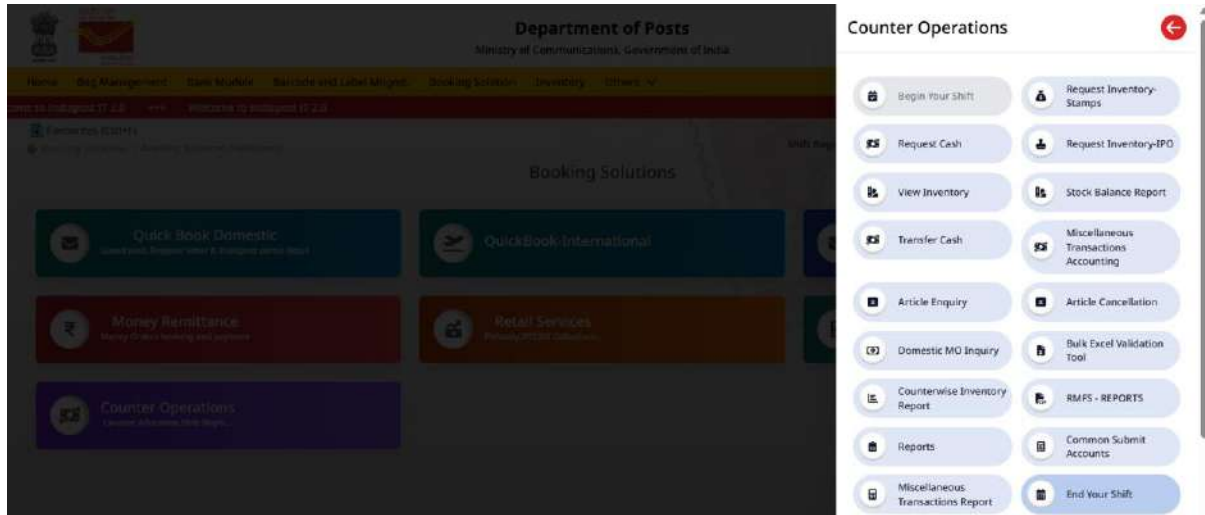 Department of Posts
Ministry of Communications, Government of India
Home Bag Management Bank Module Barcode and Label Mngmt. Booking Solution Inventory Others
Welcome to IndiaPost IT 2.0
Booking Solutions
Quick Book Domestic
QuickBook-International
Money Remittance
Retail Services
Counter Operations
Counter Operations
Begin Your Shift
Request Inventory-
Stamps
Request Cash
Request Inventory-IPO
View Inventory
Stock Balance Report
Transfer Cash
Miscellaneous
Transactions
Accounting
Article Enquiry
Article Cancellation
Domestic MO Inquiry
Bulk Excel Validation
Tool
Counterwise Inventory
Report
RMFS - REPORTS
Reports
Common Submit
Accounts
Miscellaneous
Transactions Report
End Your Shift